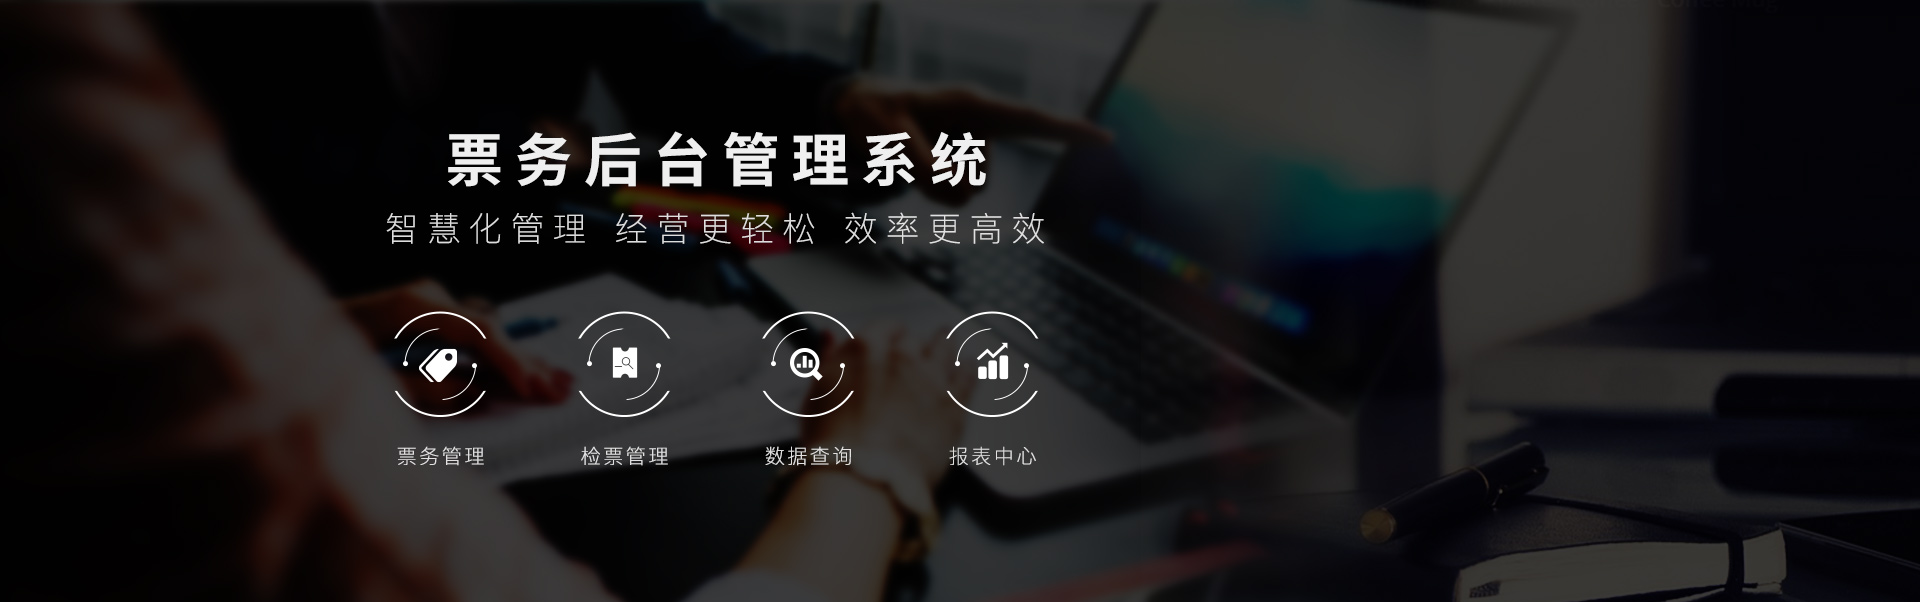 票务后台管理系统
智慧化管理 经营更轻松 效率更高效
票务管理 检票管理 数据查询 报表中心